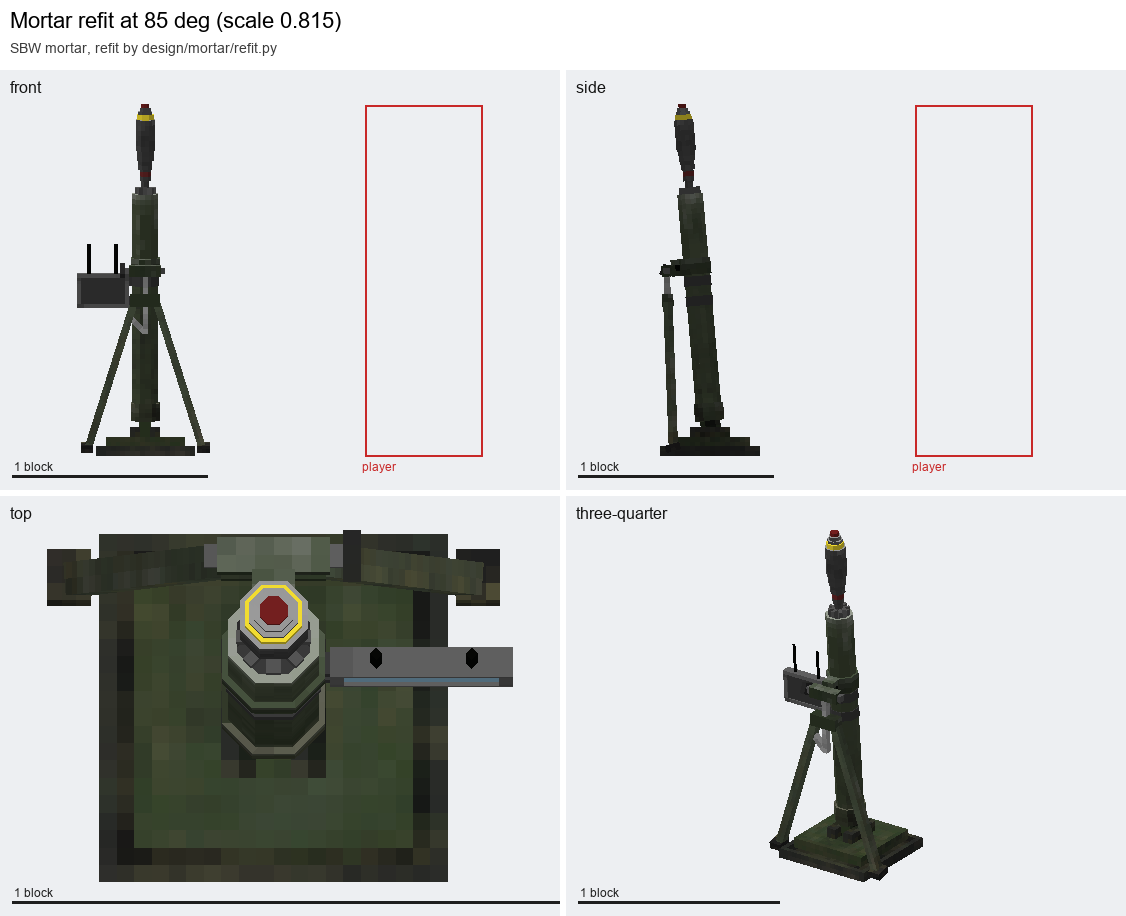 Mortar refit at 85 deg (scale 0.815)
SBW mortar, refit by design/mortar/refit.py
front
side
1 block
player
1 block
player
top
three-quarter
1 block
1 block